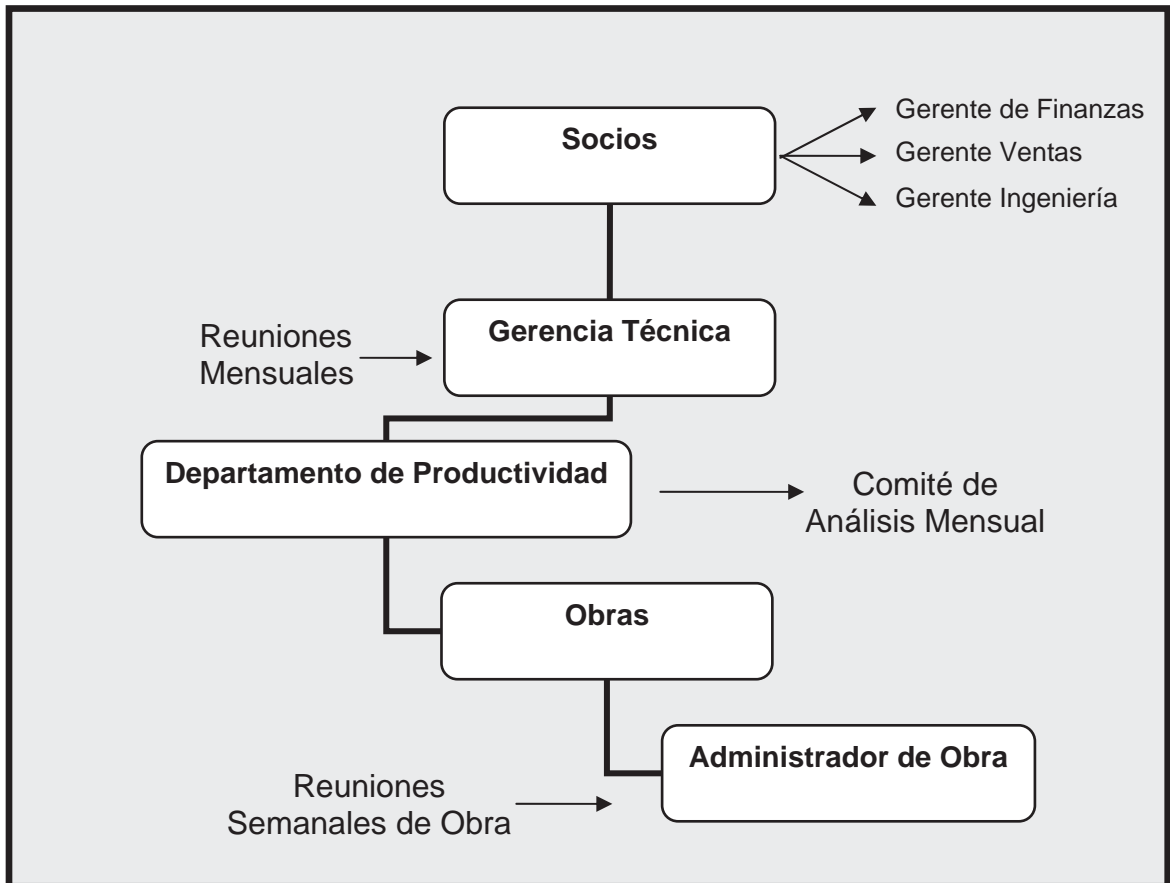 Socios
Gerente de Finanzas
Gerente Ventas
Gerente Ingeniería
Reuniones
Mensuales
Gerencia Técnica
Departamento de Productividad
Comité de
Análisis Mensual
Obras
Administrador de Obra
Reuniones
Semanales de Obra